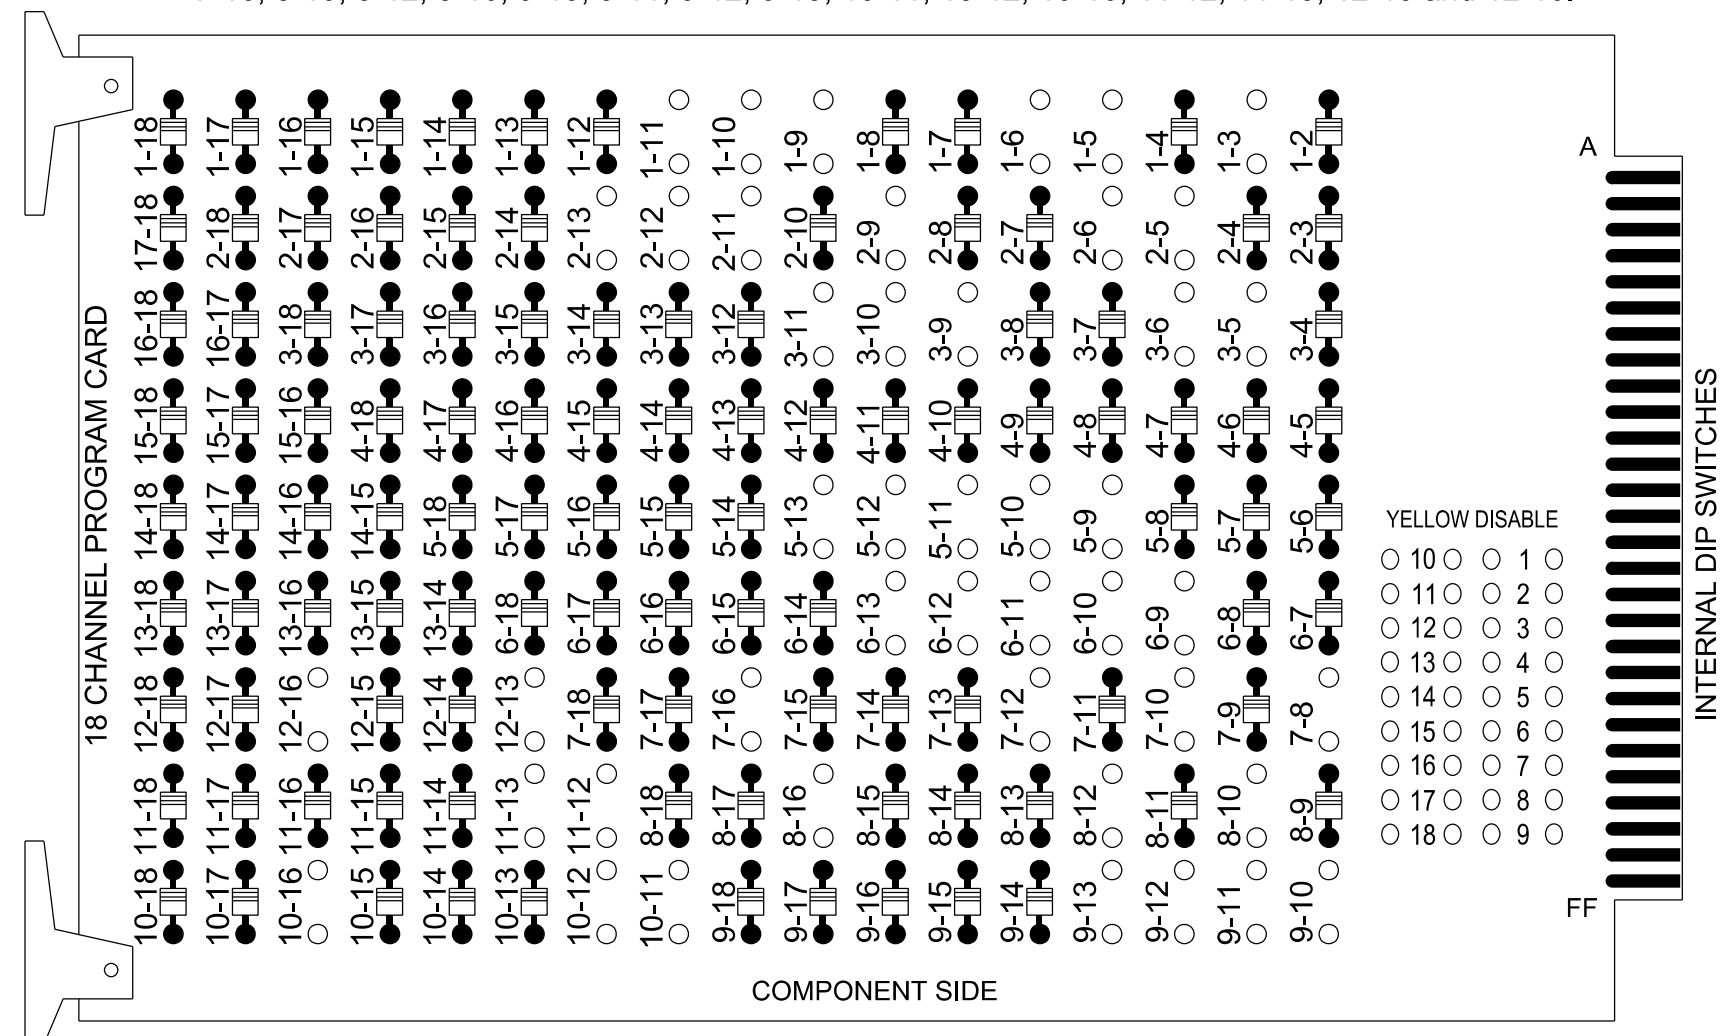 1-18 1-17 1-16 1-15 1-14 1-13 1-12 1-11 1-10 1-9 1-8 1-7 1-6 1-5 1-4 1-3 1-2
A
17-18 2-18 2-17 2-16 2-15 2-14 2-13 2-12 2-11 2-10 2-9 2-8 2-7 2-6 2-5 2-4 2-3
16-18 16-17 3-18 3-17 3-16 3-15 3-14 3-13 3-12 3-11 3-10 3-9 3-8 3-7 3-6 3-5 3-4
15-18 15-17 15-16 4-18 4-17 4-16 4-15 4-14 4-13 4-12 4-11 4-10 4-9 4-8 4-7 4-6 4-5
14-18 14-17 14-16 14-15 5-18 5-17 5-16 5-15 5-14 5-13 5-12 5-11 5-10 5-9 5-8 5-7 5-6
13-18 13-17 13-16 13-15 13-14 6-18 6-17 6-16 6-15 6-14 6-13 6-12 6-11 6-10 6-9 6-8 6-7
12-18 12-17 12-16 12-15 12-14 12-13 7-18 7-17 7-16 7-15 7-14 7-13 7-12 7-11 7-10 7-9 7-8
11-18 11-17 11-16 11-15 11-14 11-13 11-12 8-18 8-17 8-16 8-15 8-14 8-13 8-12 8-11 8-10 8-9
10-18 10-17 10-16 10-15 10-14 10-13 10-12 10-11 9-18 9-17 9-16 9-15 9-14 9-13 9-12 9-11 9-10
18 CHANNEL PROGRAM CARD
YELLOW DISABLE
10 1
11 2
12 3
13 4
14 5
15 6
16 7
17 8
18 9
INTERNAL DIP SWITCHES
FF
COMPONENT SIDE